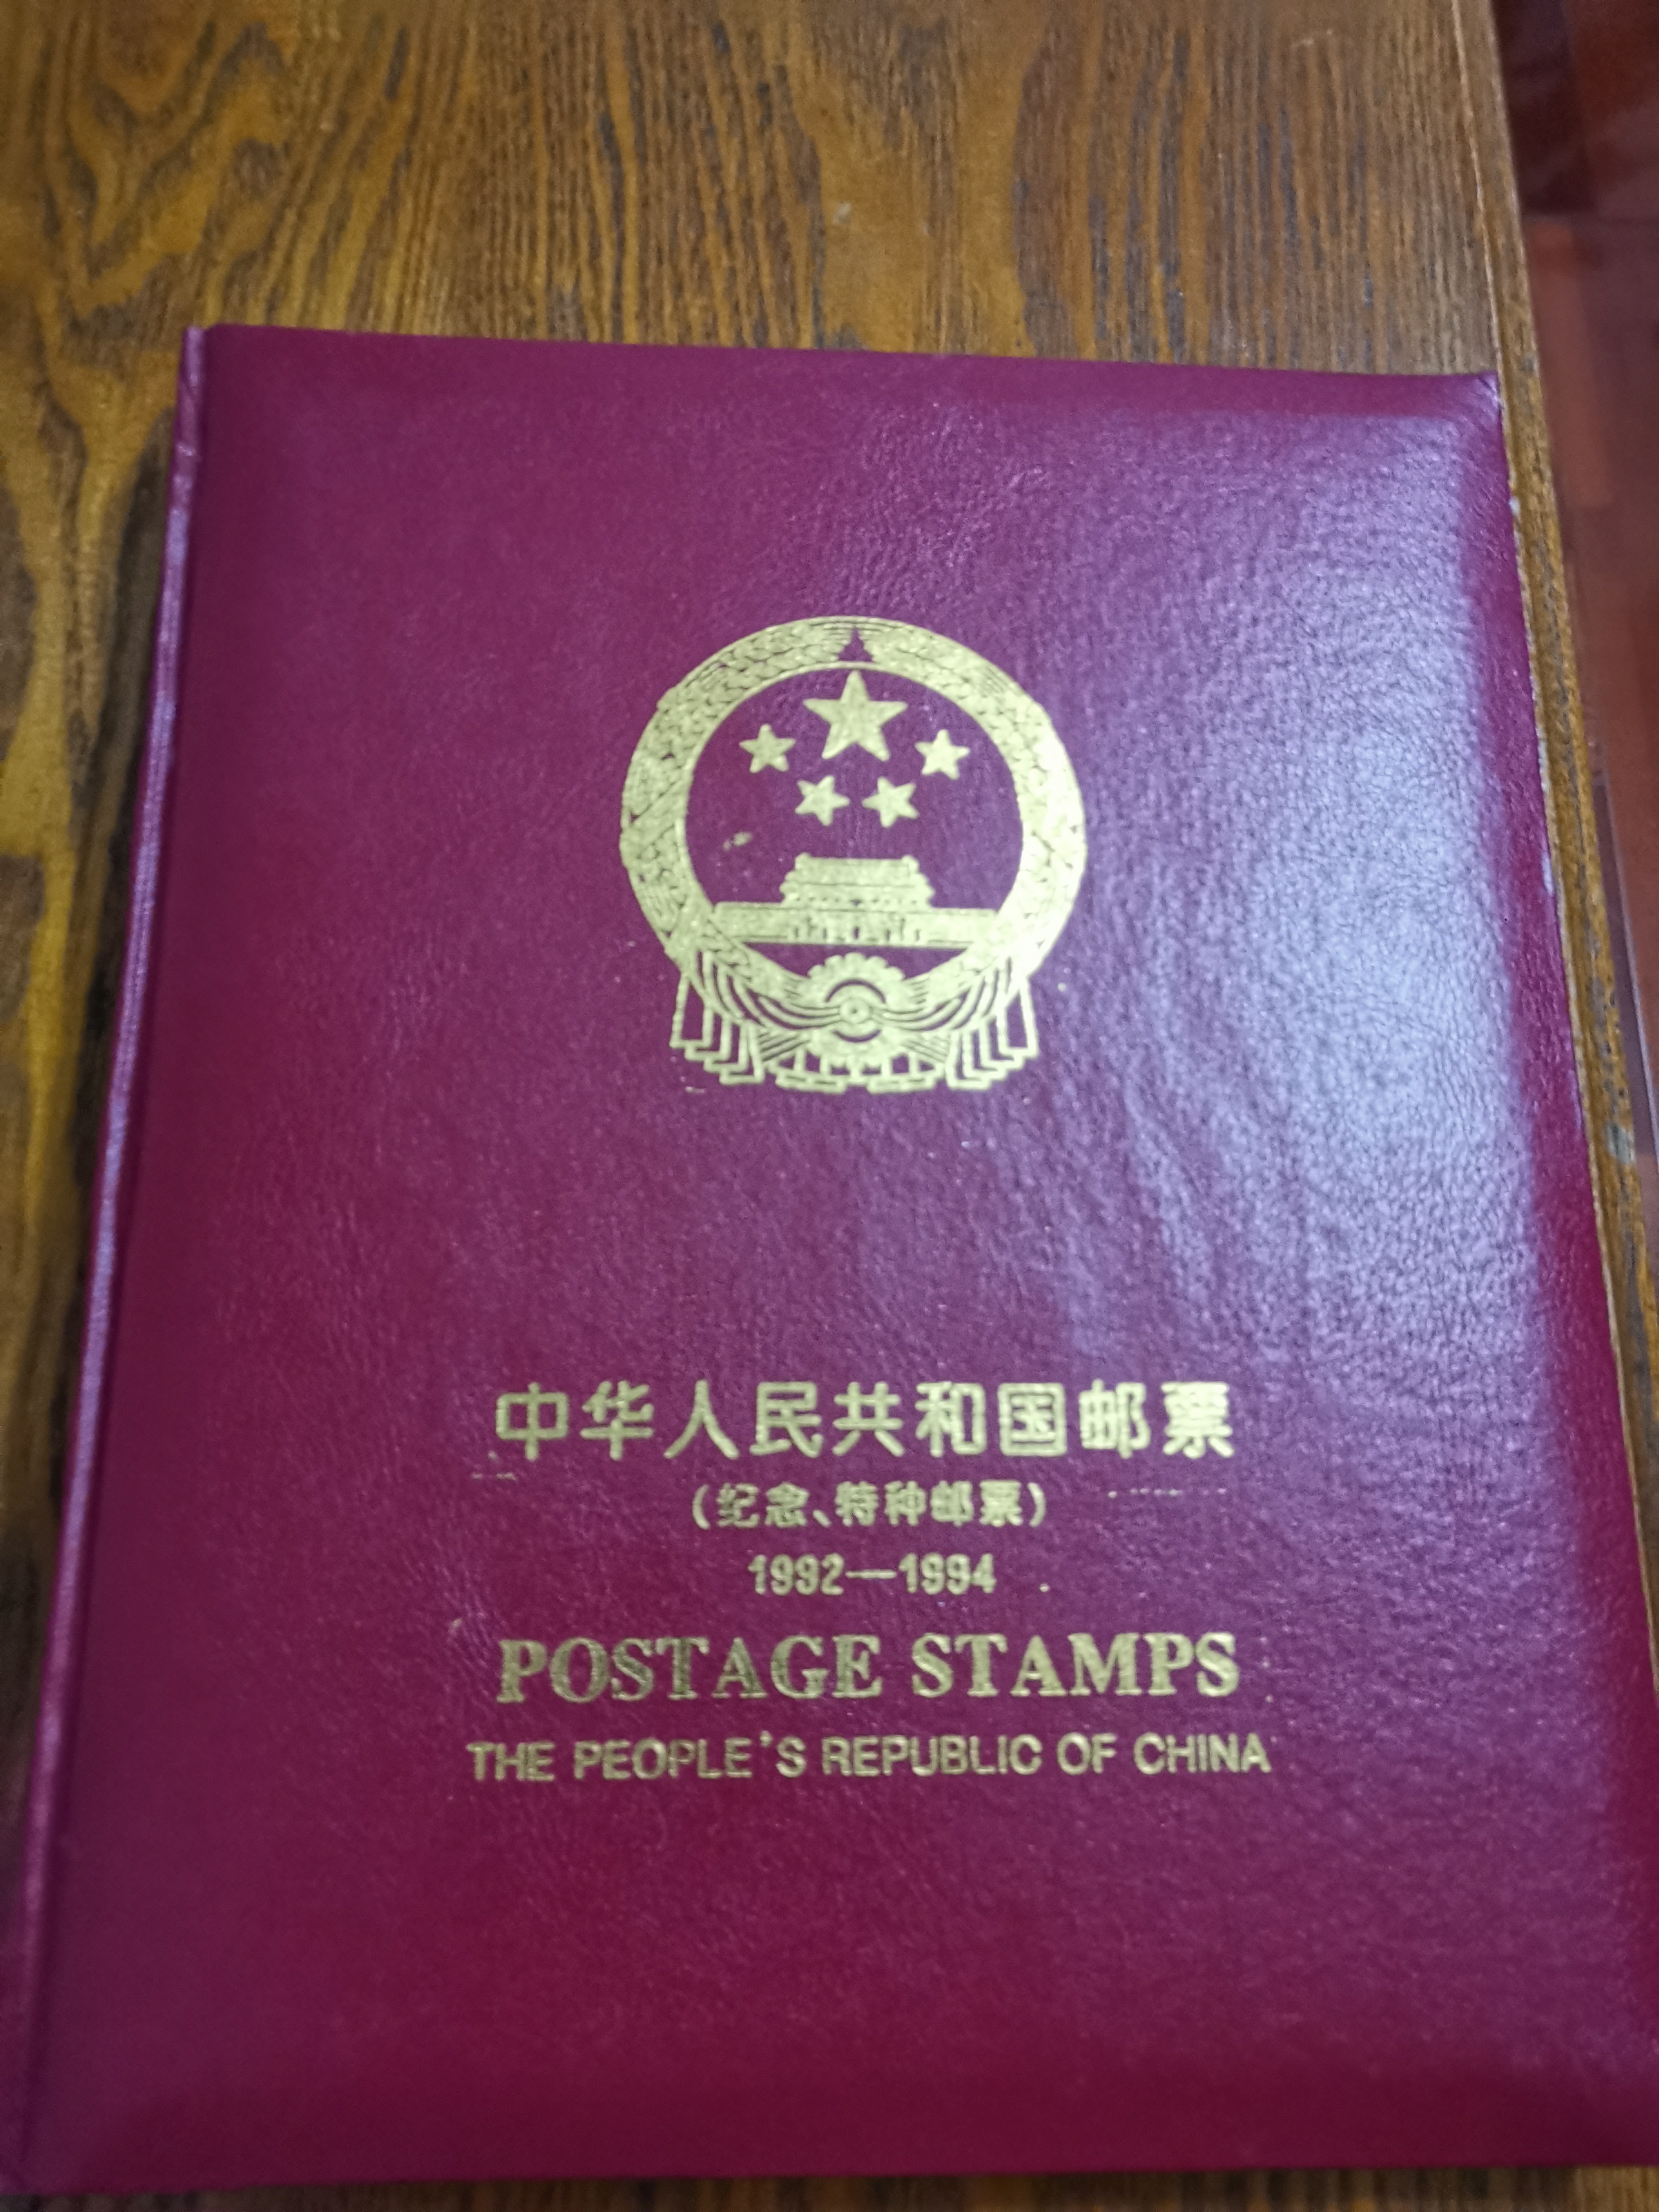 中华人民共和国邮票
(纪念、特种邮票)
1992—1994
POSTAGE STAMPS
THE PEOPLE'S REPUBLIC OF CHINA